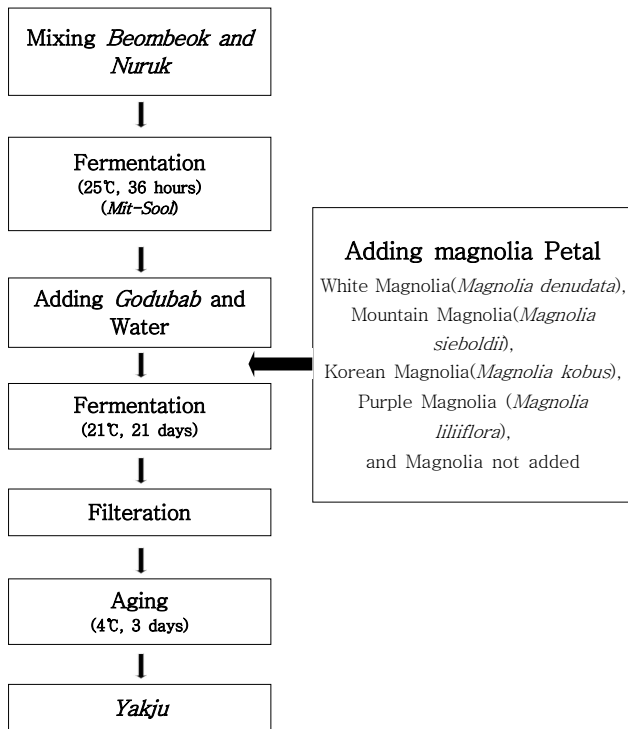 Mixing Beombeok and
Nuruk
Fermentation
(25℃, 36 hours)
(Mit-Sool)
Adding Godubab and
Water
Adding magnolia Petal
White Magnolia(Magnolia denudata),
Mountain Magnolia(Magnolia
sieboldii),
Korean Magnolia(Magnolia kobus),
Purple Magnolia (Magnolia
liliiflora),
and Magnolia not added
Fermentation
(21℃, 21 days)
Filteration
Aging
(4℃, 3 days)
Yakju